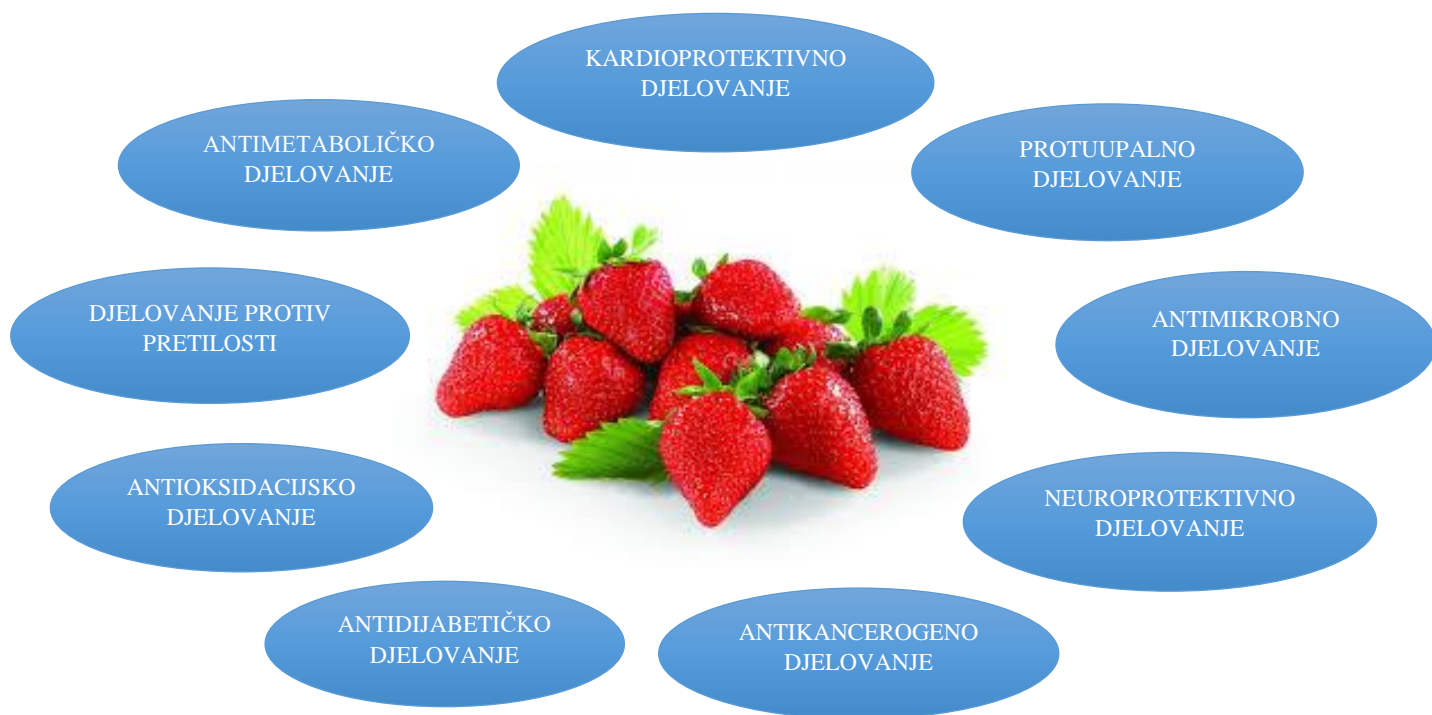 KARDIOPROTEKTIVNO
DJELOVANJE
ANTIMETABOLIČKO
DJELOVANJE
PROTUUPALNO
DJELOVANJE
DJELOVANJE PROTIV
PRETILOSTI
ANTIMIKROBNO
DJELOVANJE
ANTIOKSIDACIJSKO
DJELOVANJE
NEUROPROTEKTIVNO
DJELOVANJE
ANTIDIJABETIČKO
DJELOVANJE
ANTIKANCEROGENO
DJELOVANJE